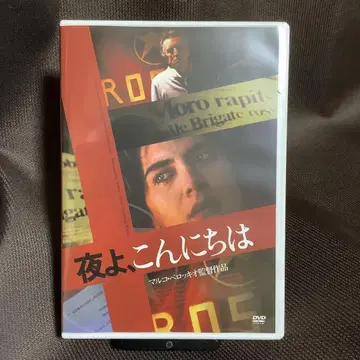 ROS
Moro rapit
le Brigate ros
夜よ、こんにちは
マルコ・ベロッキオ監督作品
DVD
ROS